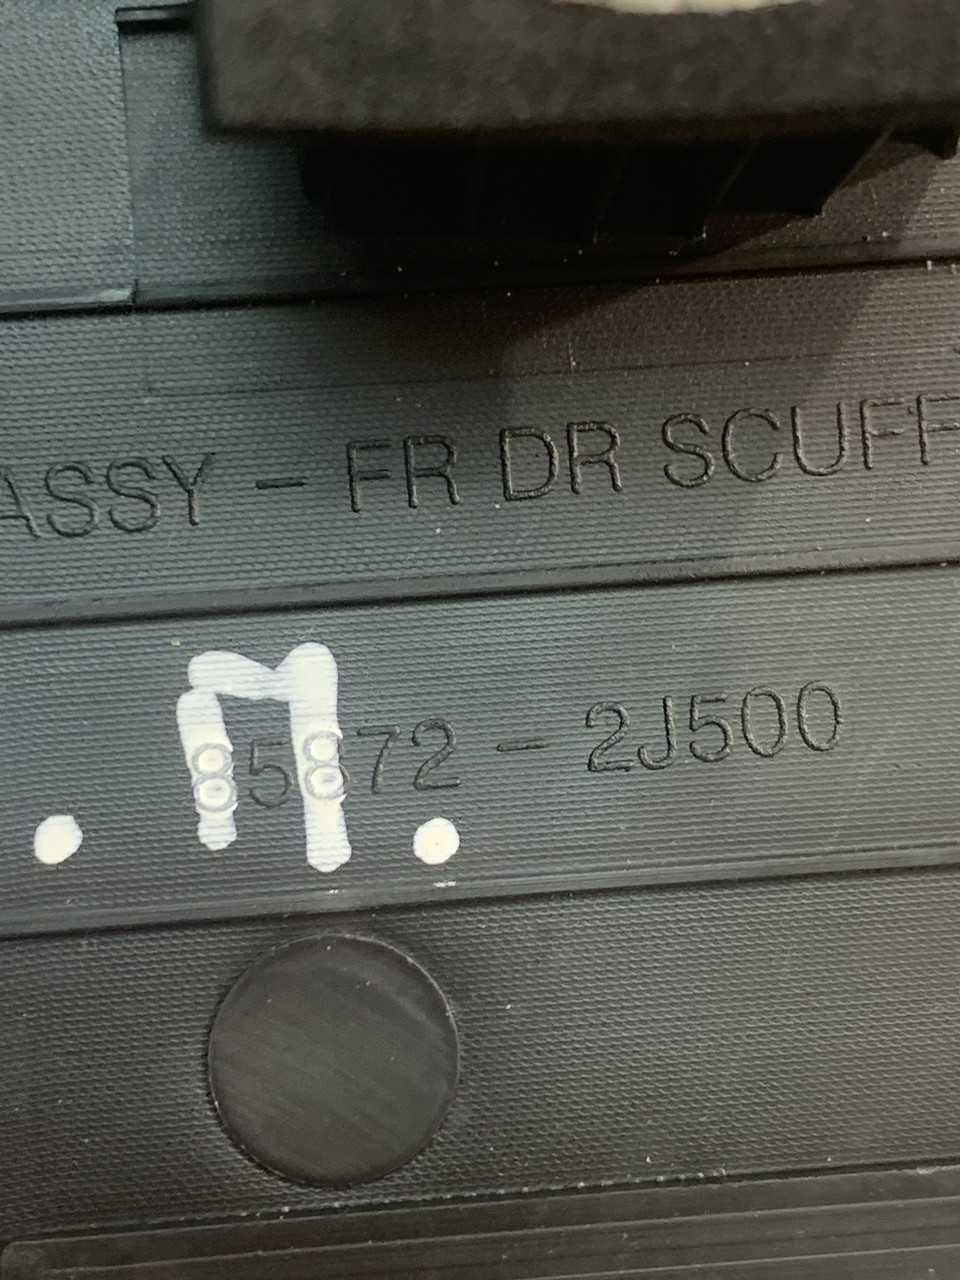 ASSY - FR DR SCUFF
85872 - 2J500
.П.